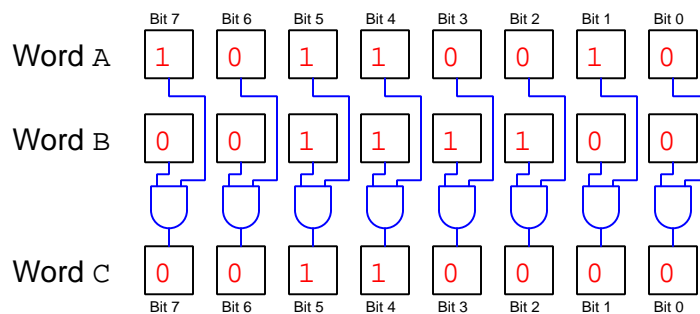 Bit 7 Bit 6 Bit 5 Bit 4 Bit 3 Bit 2 Bit 1 Bit 0
Word A 1 0 1 1 0 0 1 0
Word B 0 0 1 1 1 1 0 0
Word C 0 0 1 1 0 0 0 0
Bit 7 Bit 6 Bit 5 Bit 4 Bit 3 Bit 2 Bit 1 Bit 0